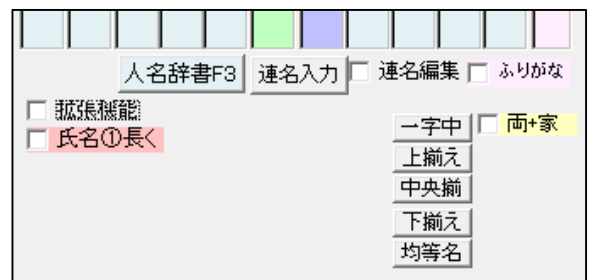 人名辞書F3 連名入力 連名編集 ふりがな
拡張機能
氏名①長く
一字中 両+家
上揃え
中央揃
下揃え
均等名